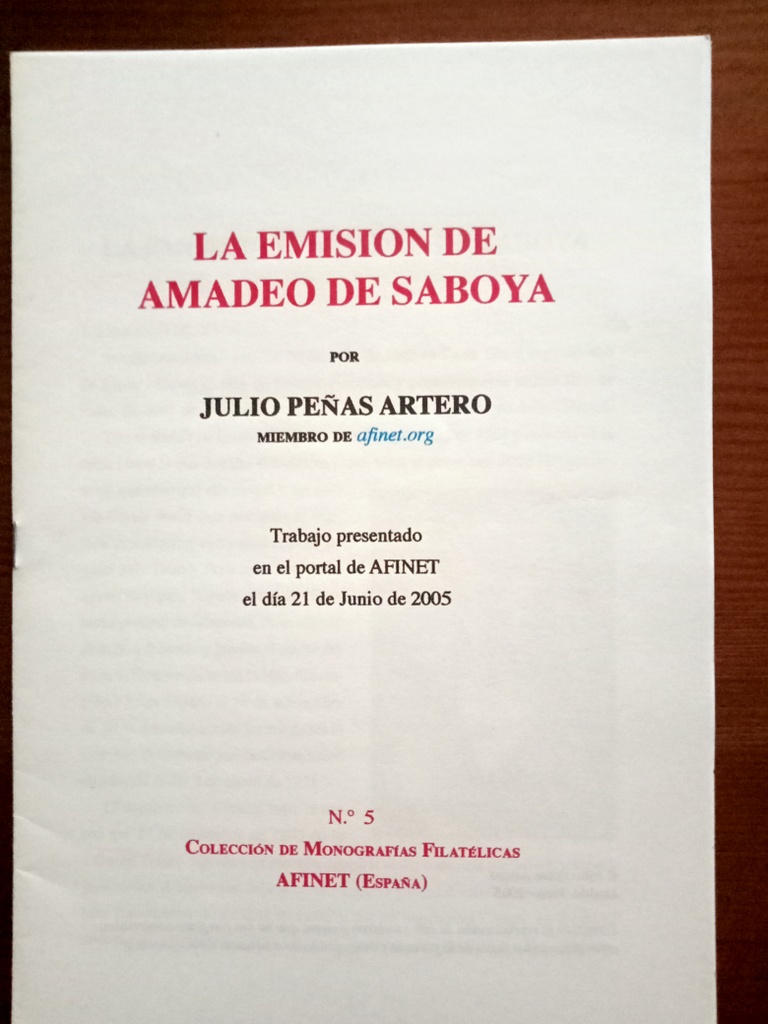 LA EMISION DE
AMADEO DE SABOYA
POR
JULIO PEÑAS ARTERO
MIEMBRO DE afinet.org
Trabajo presentado
en el portal de AFINET
el día 21 de Junio de 2005
N.º 5
COLECCIÓN DE MONOGRAFÍAS FILATÉLICAS
AFINET (ESPAÑA)